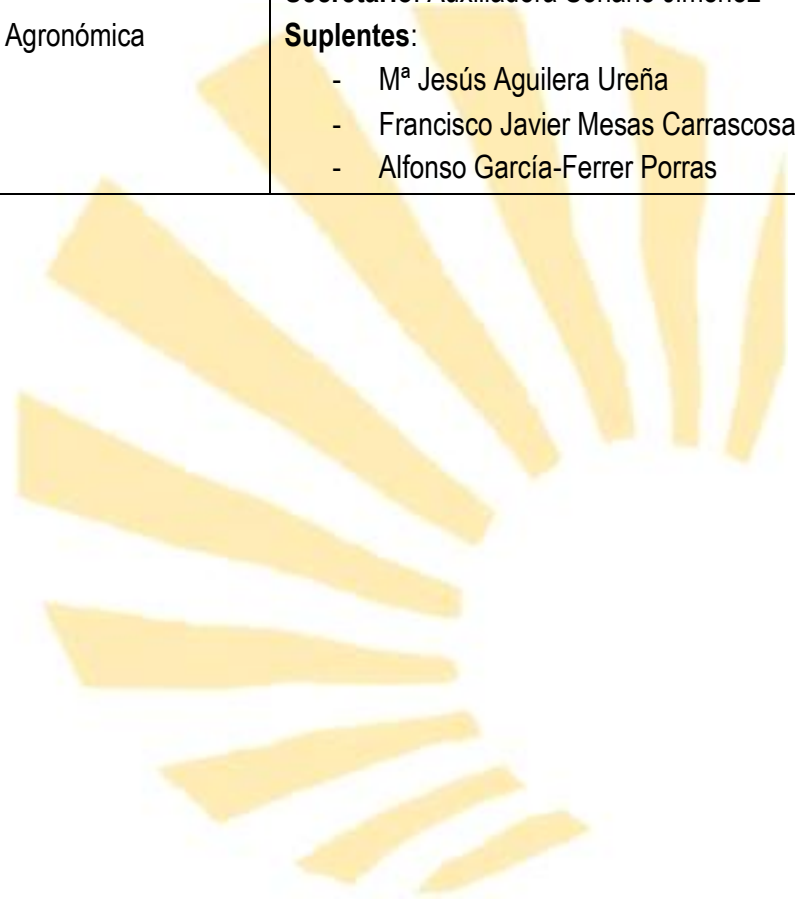 Agronómica
Suplentes:
- Mª Jesús Aguilera Ureña
- Francisco Javier Mesas Carrascosa
- Alfonso García-Ferrer Porras